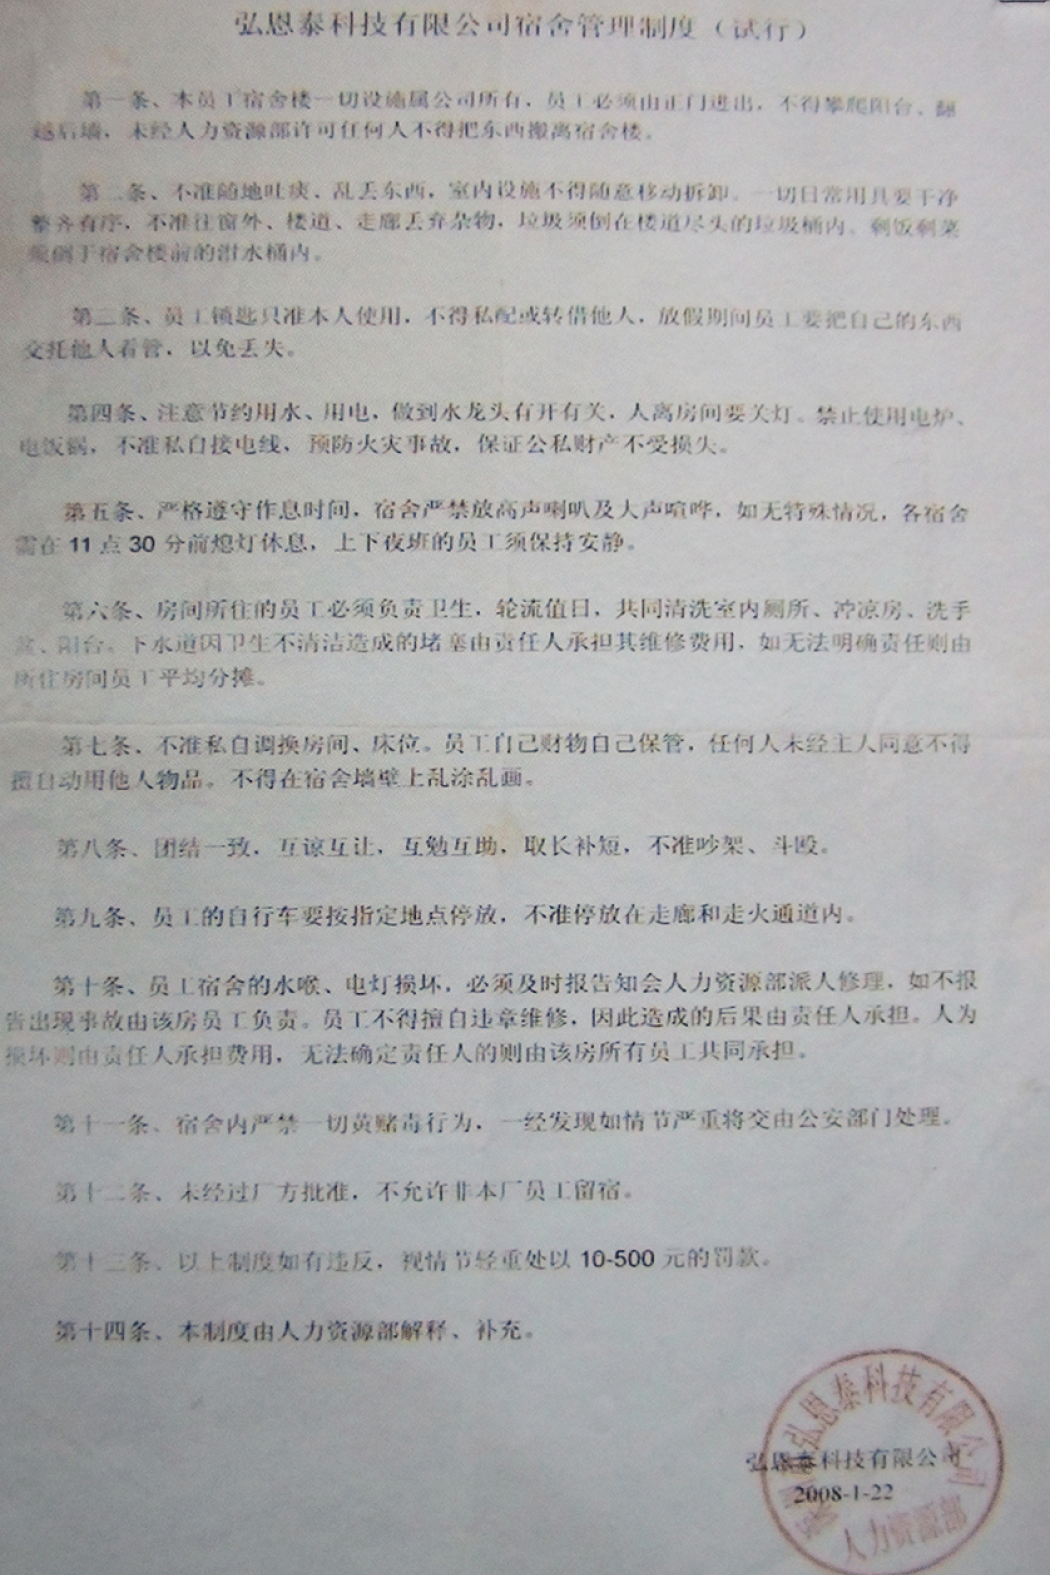 弘恩泰科技有限公司宿舍管理制度（试行）
第一条、本员工宿舍楼一切设施属公司所有，员工必须由正门进出，不得攀爬阳台、翻
越后墙，未经人力资源部许可任何人不得把东西搬离宿舍楼。
第二条、不准随地吐痰、乱丢东西，室内设施不得随意移动拆卸。一切日常用具要干净
整齐有序，不准往窗外、楼道、走廊丢弃杂物，垃圾须倒在楼道尽头的垃圾桶内。剩饭剩菜
须倒于宿舍楼前的泔水桶内。
第三条、员工锁匙只准本人使用，不得私配或转借他人，放假期间员工要把自己的东西
交托他人看管，以免丢失。
第四条、注意节约用水、用电，做到水龙头有开有关，人离房间要关灯。禁止使用电炉、
电饭锅，不准私自接电线，预防火灾事故，保证公私财产不受损失。
第五条、严格遵守作息时间，宿舍严禁放高声喇叭及大声喧哗，如无特殊情况，各宿舍
需在 11 点 30 分前熄灯休息，上下夜班的员工须保持安静。
第六条、房间所住的员工必须负责卫生，轮流值日，共同清洗室内厕所、冲凉房、洗手
盆、阳台。下水道因卫生不清洁造成的堵塞由责任人承担其维修费用，如无法明确责任则由
所住房间员工平均分摊。
第七条、不准私自调换房间、床位。员工自己财物自己保管，任何人未经主人同意不得
擅自动用他人物品。不得在宿舍墙壁上乱涂乱画。
第八条、团结一致，互谅互让，互勉互助，取长补短，不准吵架、斗殴。
第九条、员工的自行车要按指定地点停放，不准停放在走廊和走火通道内。
第十条、员工宿舍的水喉、电灯损坏，必须及时报告知会人力资源部派人修理，如不报
告出现事故由该房员工负责。员工不得擅自违章维修，因此造成的后果由责任人承担。人为
损坏则由责任人承担费用，无法确定责任人的则由该房所有员工共同承担。
第十一条、宿舍内严禁一切黄赌毒行为，一经发现如情节严重将交由公安部门处理。
第十二条、未经过厂方批准，不允许非本厂员工留宿。
第十三条、以上制度如有违反，视情节轻重处以 10-500 元的罚款。
第十四条、本制度由人力资源部解释、补充。
弘恩泰科技有限公司
弘恩泰科技有限公司
2008-1-22
人力资源部